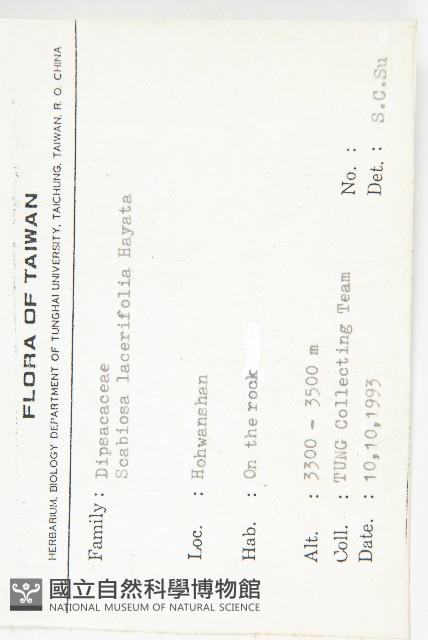 FLORA OF TAIWAN
HERBARIUM, BIOLOGY DEPARTMENT OF TUNGHAI UNIVERSITY, TAICHUNG, TAIWAN, R. O. CHINA
Family : Dipsacaceae
Scabiosa lacerifolia Hayata
Loc. : Hohwanshan
Hab. : On the rock
Alt. : 3300 - 3500 m
Coll. : TUNG Collecting Team No. :
Date. : 10,10,1993 Det. : S.C.Su
國立自然科學博物館
NATIONAL MUSEUM OF NATURAL SCIENCE